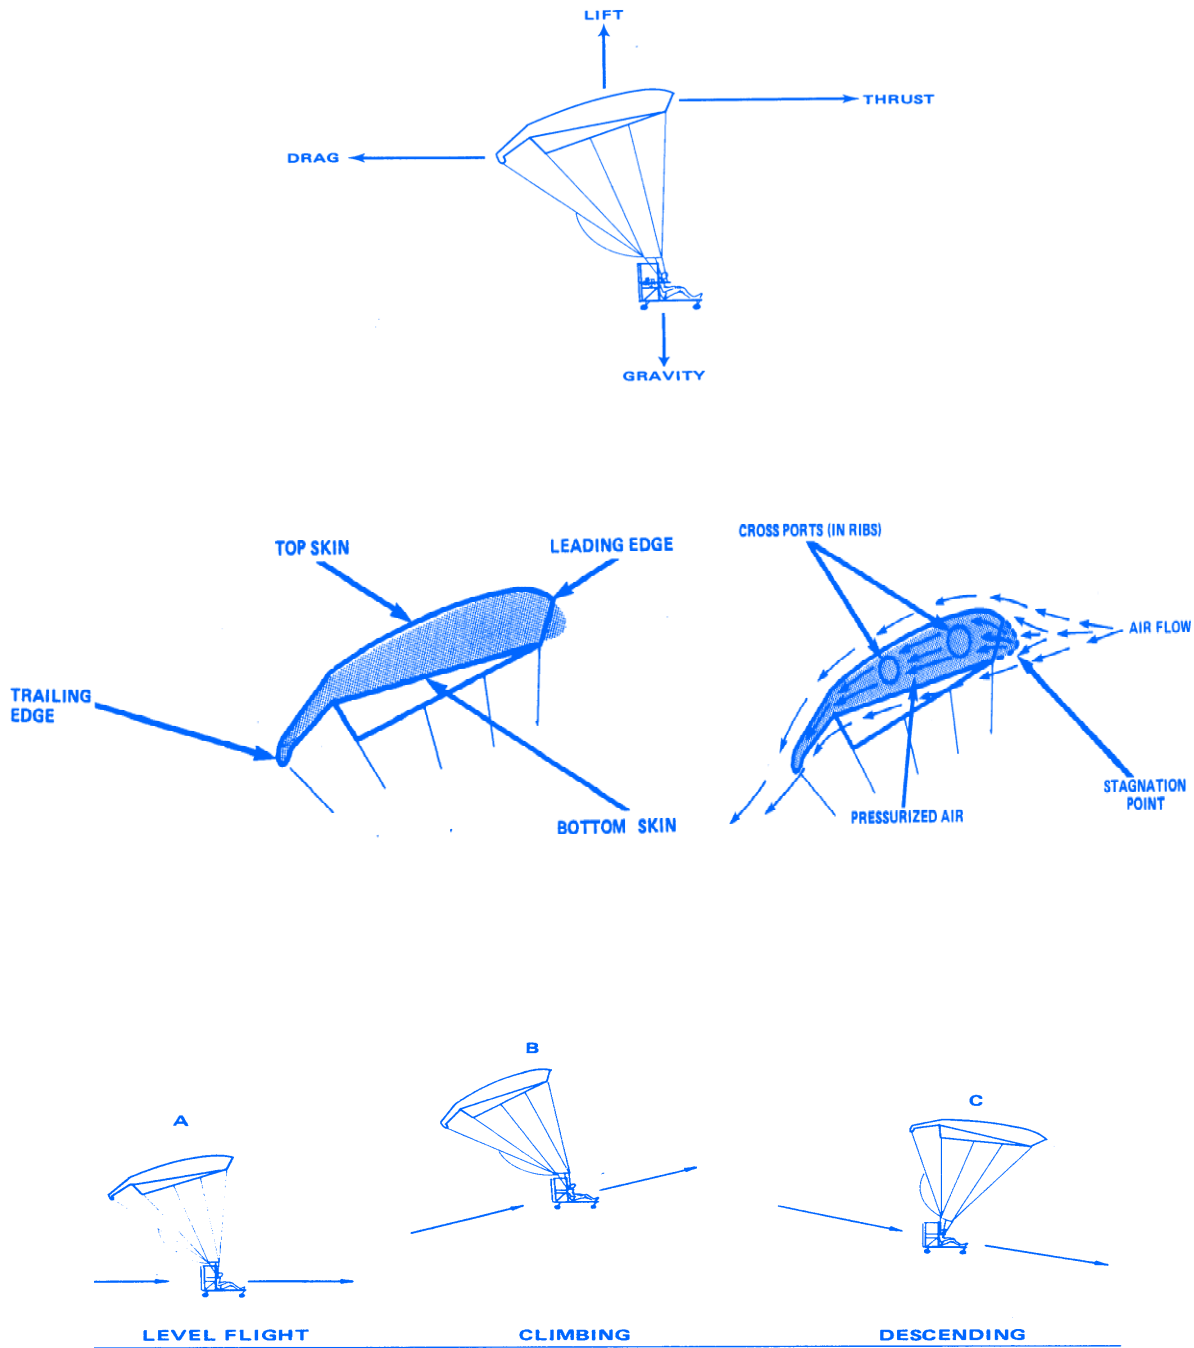 LIFT
THRUST
DRAG
GRAVITY
TOP SKIN
LEADING EDGE
TRAILING
EDGE
BOTTOM SKIN
CROSS PORTS (IN RIBS)
AIR FLOW
STAGNATION
POINT
PRESSURIZED AIR
A
B
C
LEVEL FLIGHT
CLIMBING
DESCENDING